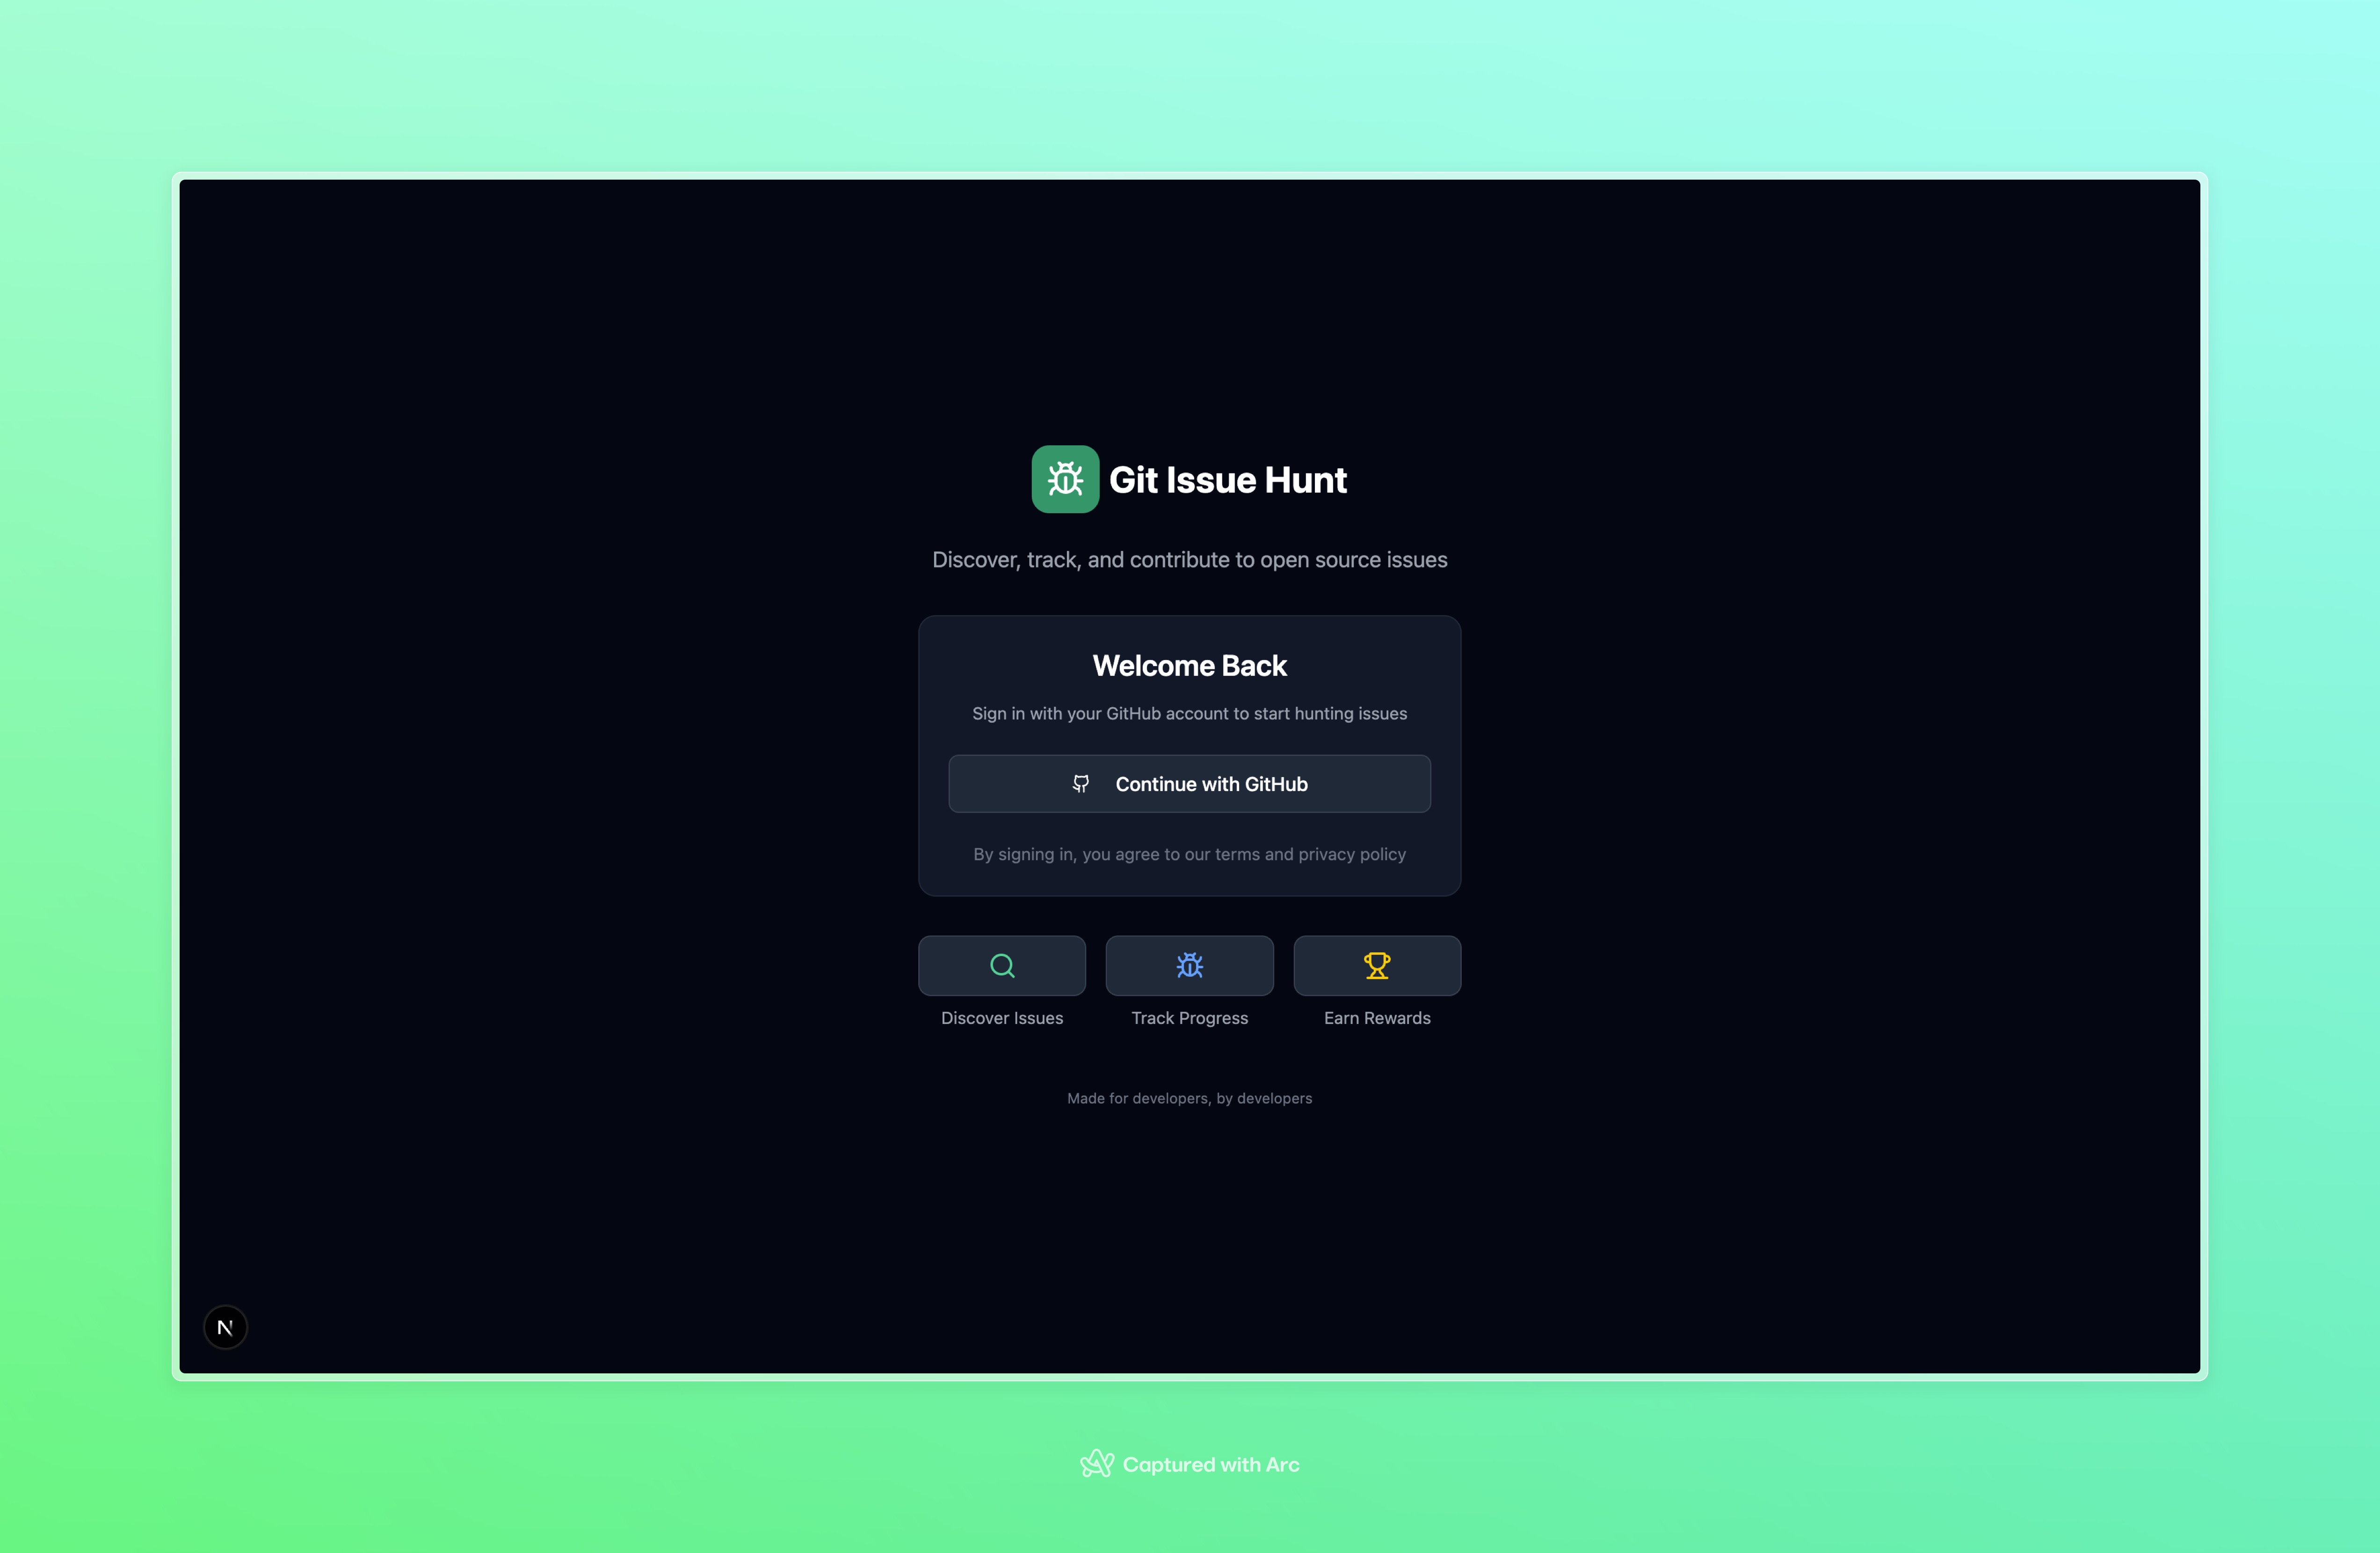 Git Issue Hunt
Discover, track, and contribute to open source issues
Welcome Back
Sign in with your GitHub account to start hunting issues
Continue with GitHub
By signing in, you agree to our terms and privacy policy
Discover Issues
Track Progress
Earn Rewards
Made for developers, by developers
N
Captured with Arc